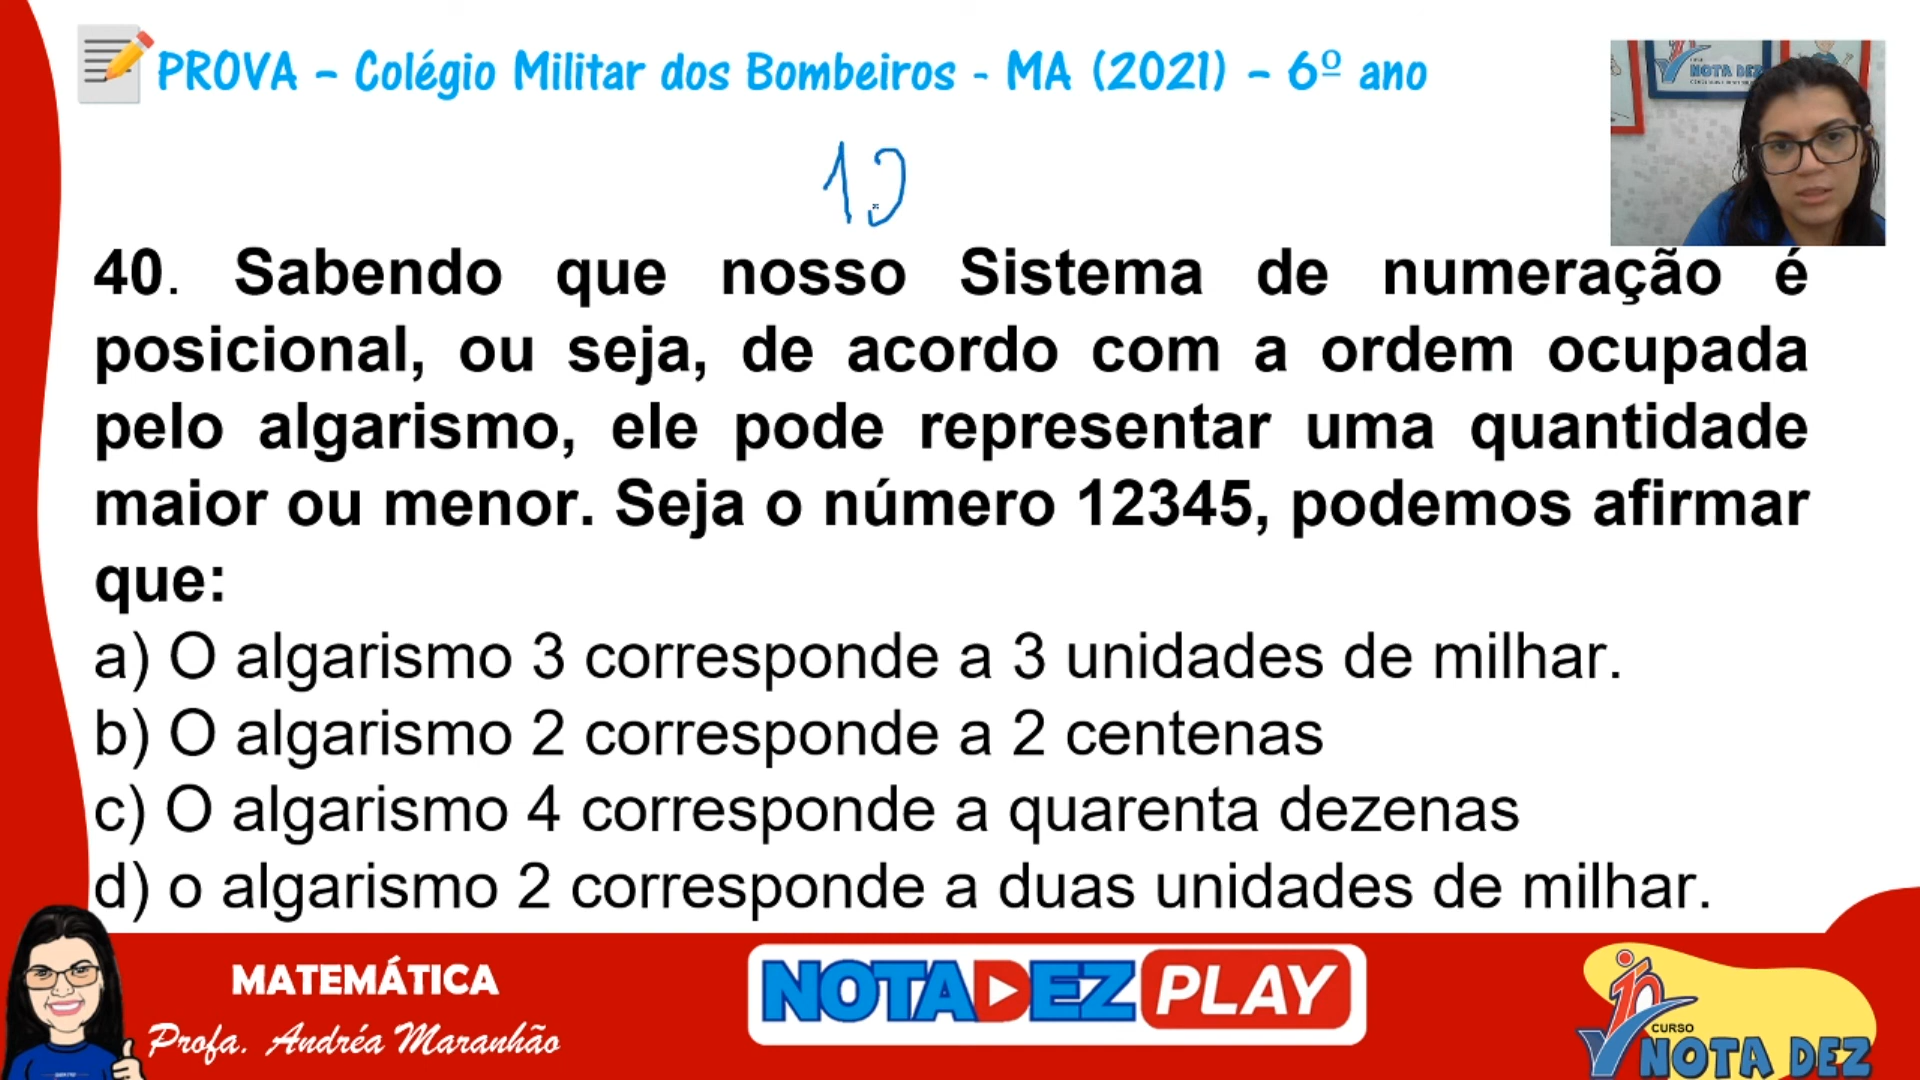 PROVA – Colégio Militar dos Bombeiros - MA (2021) – 6º ano
NOTA DEZ
12
40. Sabendo que nosso Sistema de numeração é
posicional, ou seja, de acordo com a ordem ocupada
pelo algarismo, ele pode representar uma quantidade
maior ou menor. Seja o número 12345, podemos afirmar
que:
a) O algarismo 3 corresponde a 3 unidades de milhar.
b) O algarismo 2 corresponde a 2 centenas
c) O algarismo 4 corresponde a quarenta dezenas
d) o algarismo 2 corresponde a duas unidades de milhar.
MATEMÁTICA
Profa. Andréa Maranhão
NOTADEZ PLAY
CURSO
NOTA DEZ